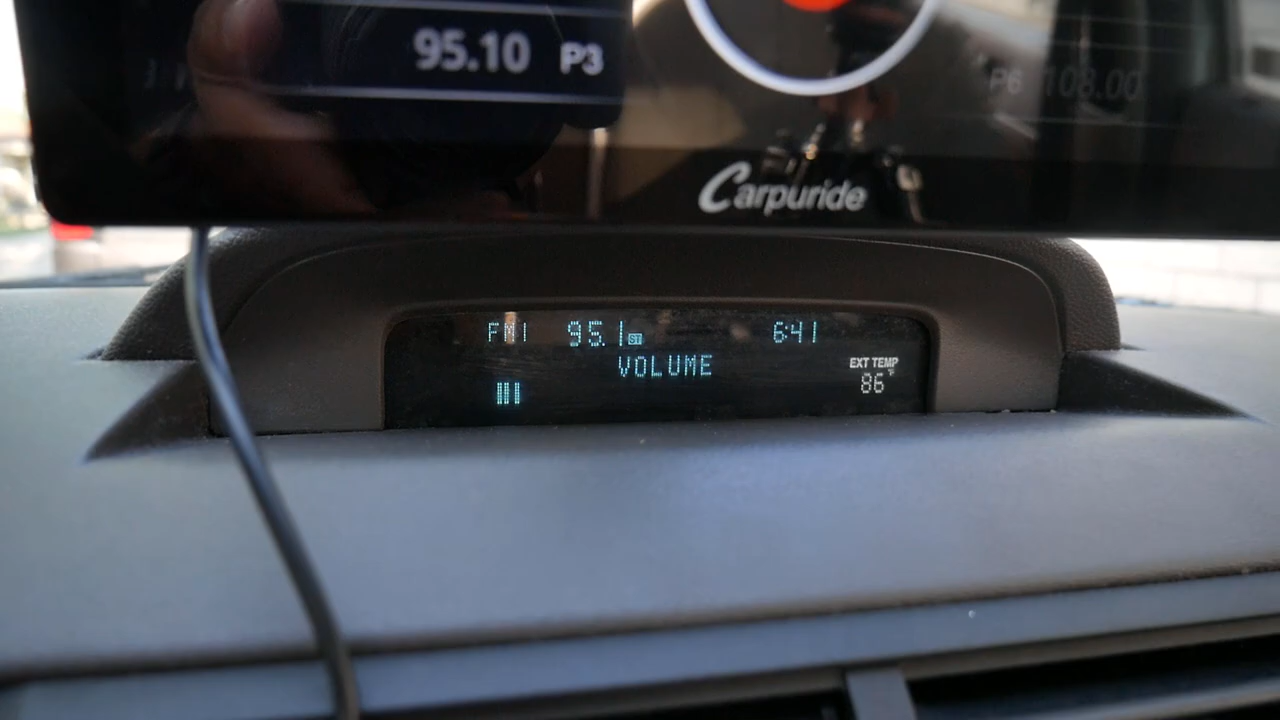 95.10 P3
P6 108.00
Carpuride
FM1 95.1 ST 6:41
VOLUME
EXT TEMP
86°F